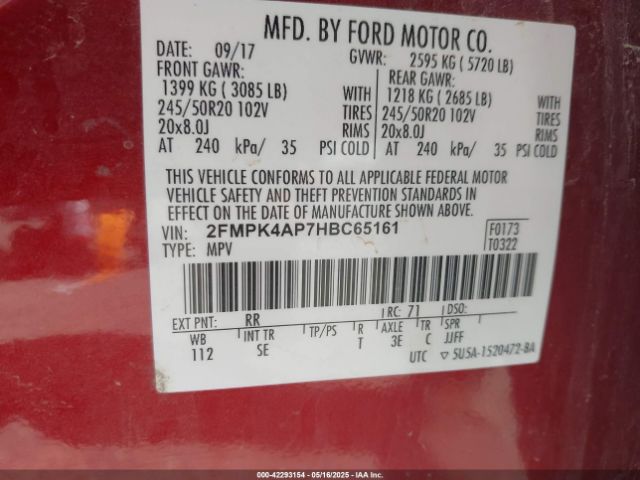 MFD. BY FORD MOTOR CO.
DATE: 09/17 GVWR: 2595 KG ( 5720 LB)
FRONT GAWR: REAR GAWR:
1399 KG ( 3085 LB) WITH 1218 KG ( 2685 LB) WITH
245/50R20 102V TIRES 245/50R20 102V TIRES
20x8.0J RIMS 20x8.0J RIMS
AT 240 kPa/ 35 PSI COLD AT 240 kPa/ 35 PSI COLD
THIS VEHICLE CONFORMS TO ALL APPLICABLE FEDERAL MOTOR
VEHICLE SAFETY AND THEFT PREVENTION STANDARDS IN
EFFECT ON THE DATE OF MANUFACTURE SHOWN ABOVE.
VIN: 2FMPK4AP7HBC65161 F0173
TYPE: MPV T0322
EXT PNT: RR RC: 71 DSO:
WB INT TR TP/PS R AXLE TR SPR
112 SE T 3E C JJFF
UTC ▽ 5U5A-1520472-BA
000-42293154 | 05/16/2025 | IAA Inc.